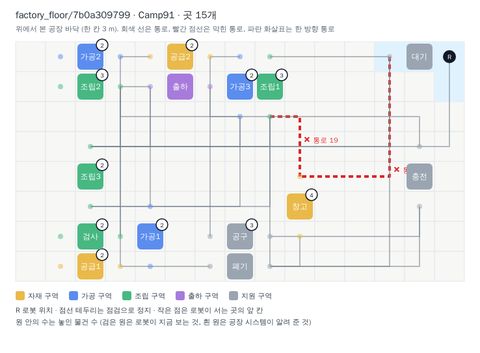 factory_floor/7b0a309799 · Camp91 · 곳 15개
위에서 본 공장 바닥 (한 칸 3 m). 회색 선은 통로, 빨간 점선은 막힌 통로, 파란 화살표는 한 방향 통로
가공2 2 공급2 2 대기 R
조립2 3 출하 가공3 2 조립1 3
✕ 통로 19
✕
조립3 2 충전
창고 4
검사 2 가공1 2 공구 3
공급1 2 폐기
자재 구역 가공 구역 조립 구역 출하 구역 지원 구역
R 로봇 위치 · 점선 테두리는 점검으로 정지 · 작은 점은 로봇이 서는 곳의 앞 칸
원 안의 수는 놓인 물건 수 (검은 원은 로봇이 지금 보는 것, 흰 원은 공장 시스템이 알려 준 것)